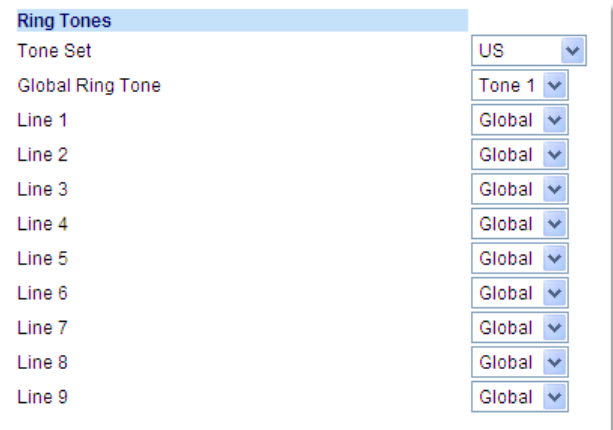 Ring Tones
Tone Set US
Global Ring Tone Tone 1
Line 1 Global
Line 2 Global
Line 3 Global
Line 4 Global
Line 5 Global
Line 6 Global
Line 7 Global
Line 8 Global
Line 9 Global